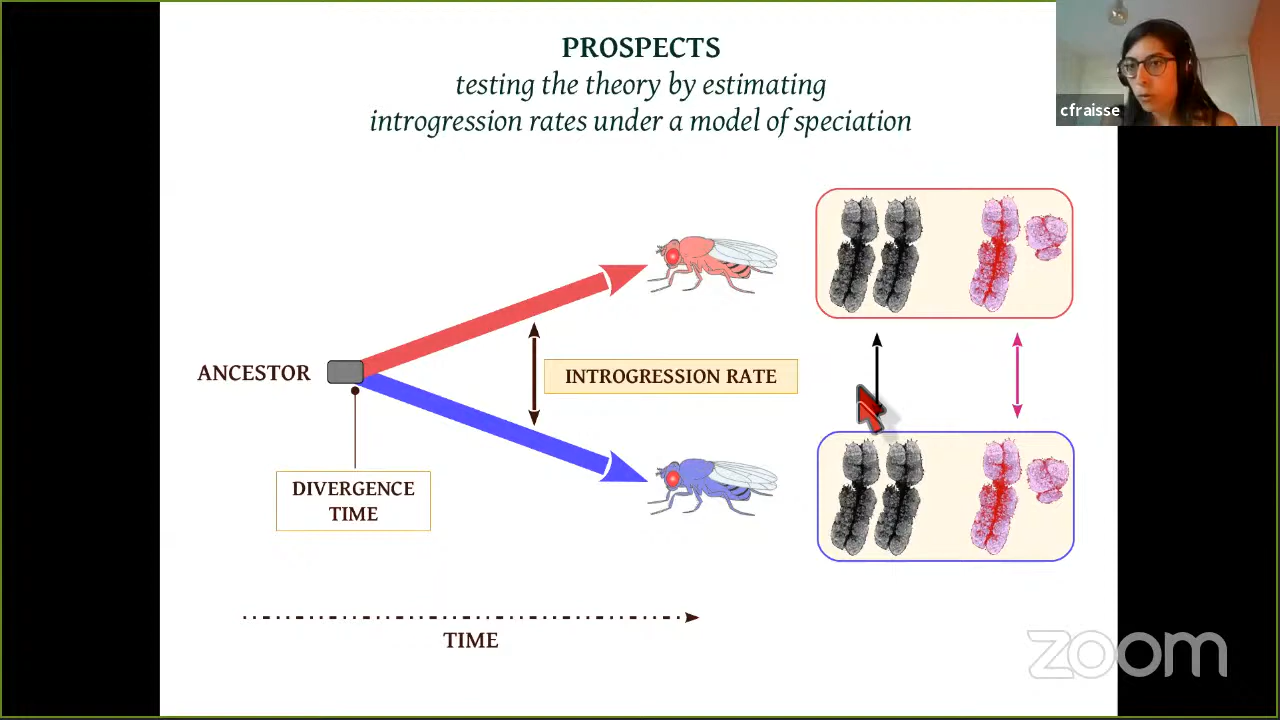 PROSPECTS
testing the theory by estimating
introgression rates under a model of speciation
cfraisse
ANCESTOR
INTROGRESSION RATE
DIVERGENCE
TIME
TIME
zoom